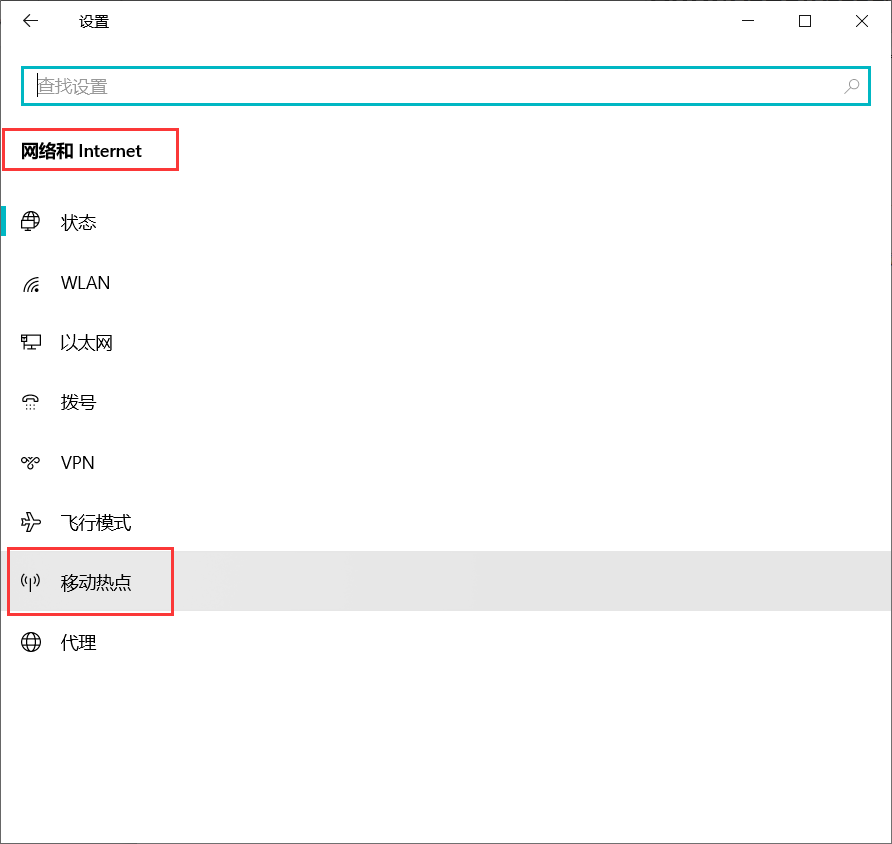 设置
查找设置
网络和 Internet
状态
WLAN
以太网
拨号
VPN
飞行模式
移动热点
代理